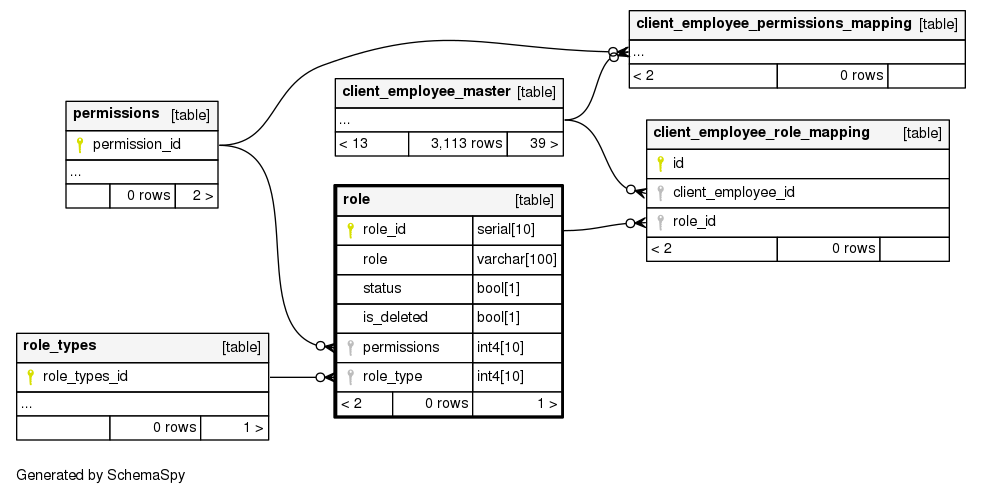 client_employee_permissions_mapping [table]
...
< 2 0 rows
client_employee_master [table]
...
< 13 3,113 rows 39 >
permissions [table]
permission_id
...
0 rows 2 >
client_employee_role_mapping [table]
id
client_employee_id
role_id
< 2 0 rows
role [table]
role_id serial[10]
role varchar[100]
status bool[1]
is_deleted bool[1]
permissions int4[10]
role_type int4[10]
< 2 0 rows 1 >
role_types [table]
role_types_id
...
0 rows 1 >
Generated by SchemaSpy